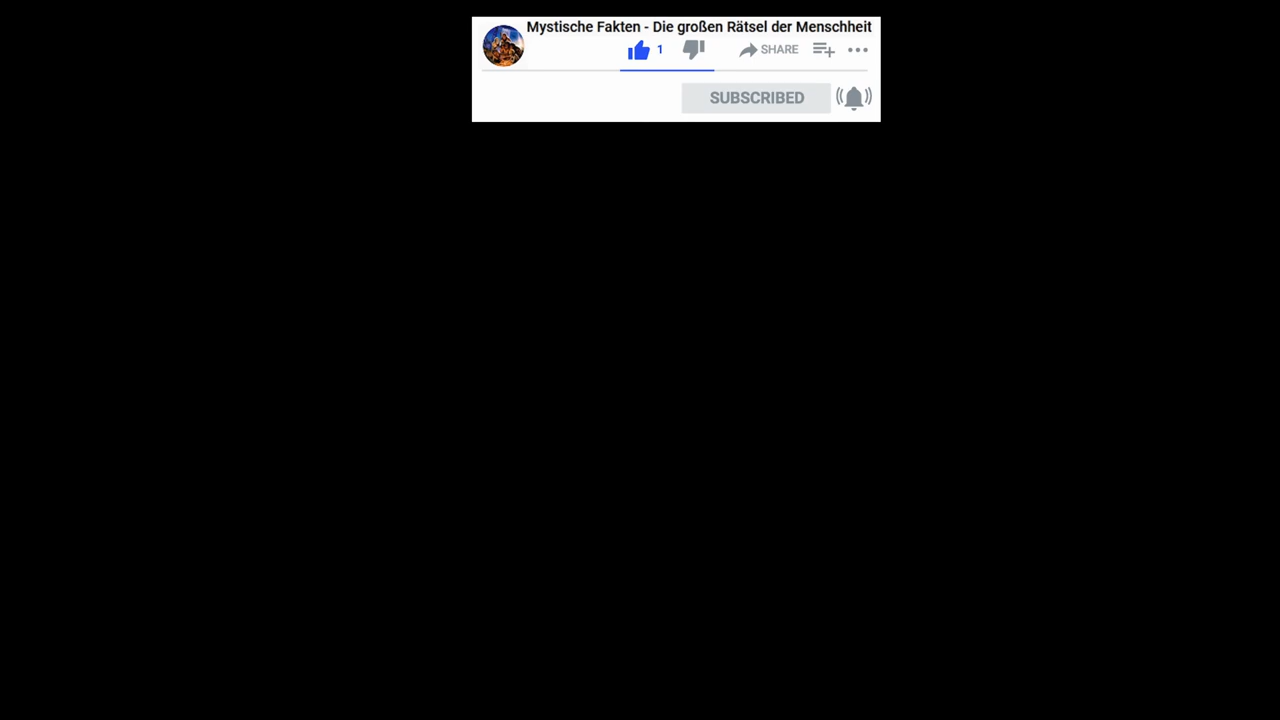 Mystische Fakten - Die großen Rätsel der Menschheit
1 SHARE
SUBSCRIBED